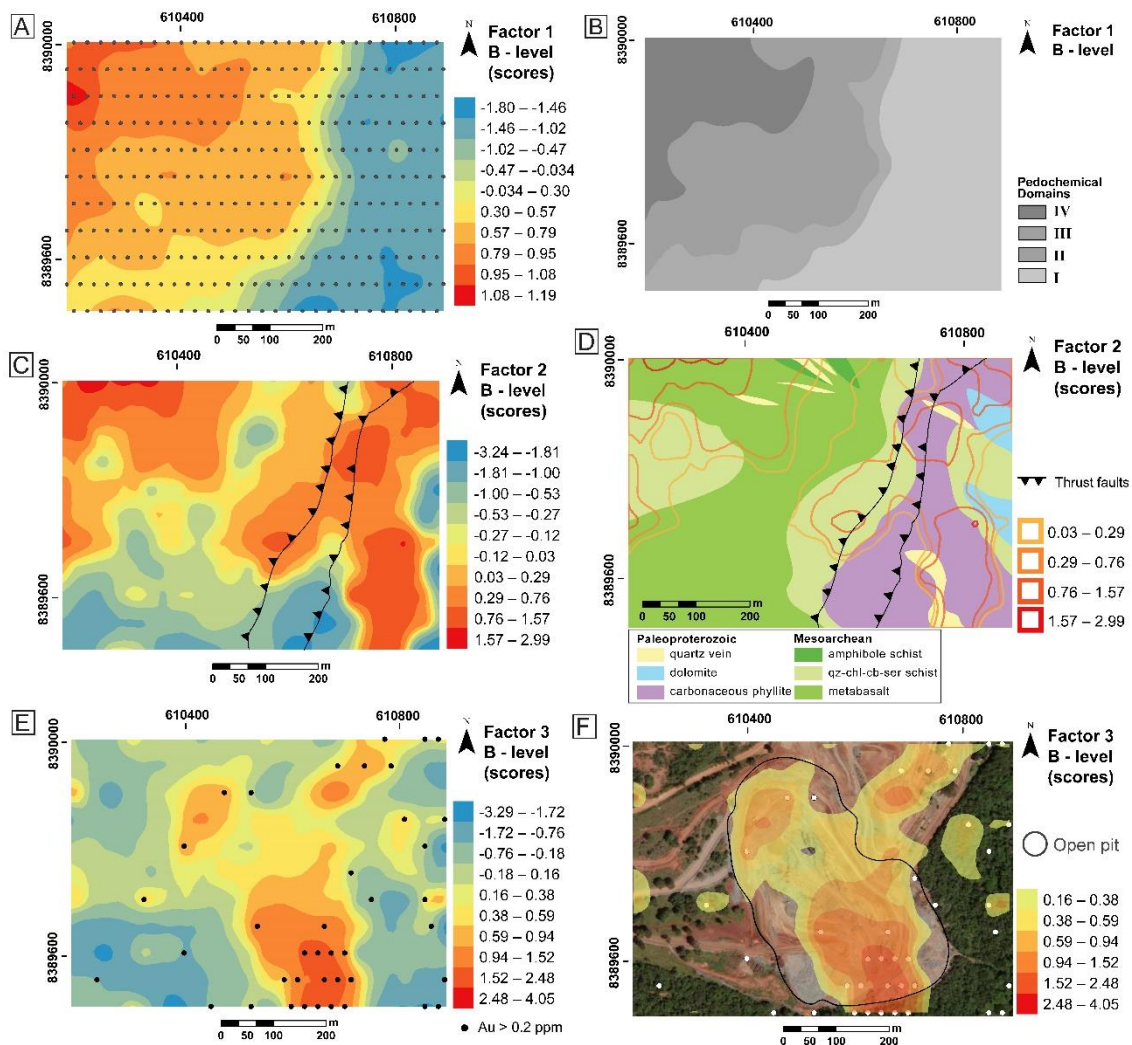 A
610400
610800
8390000
8389600
N
Factor 1
B - level
(scores)
-1.80 – -1.46
-1.46 – -1.02
-1.02 – -0.47
-0.47 – -0.034
-0.034 – 0.30
0.30 – 0.57
0.57 – 0.79
0.79 – 0.95
0.95 – 1.08
1.08 – 1.19
0 50 100 200
m
B
610400
610800
8390000
8389600
N
Factor 1
B - level
Pedochemical
Domains
IV
III
II
I
0 50 100 200
m
C
610400
610800
8390000
8389600
N
Factor 2
B - level
(scores)
-3.24 – -1.81
-1.81 – -1.00
-1.00 – -0.53
-0.53 – -0.27
-0.27 – -0.12
-0.12 – 0.03
0.03 – 0.29
0.29 – 0.76
0.76 – 1.57
1.57 – 2.99
0 50 100 200
m
D
610400
610800
8390000
8389600
N
Factor 2
B - level
(scores)
Thrust faults
0.03 – 0.29
0.29 – 0.76
0.76 – 1.57
1.57 – 2.99
0 50 100 200
m
Paleoproterozoic
quartz vein
dolomite
carbonaceous phyllite
Mesoarchean
amphibole schist
qz-chl-cb-ser schist
metabasalt
E
610400
610800
8390000
8389600
N
Factor 3
B - level
(scores)
-3.29 – -1.72
-1.72 – -0.76
-0.76 – -0.18
-0.18 – 0.16
0.16 – 0.38
0.38 – 0.59
0.59 – 0.94
0.94 – 1.52
1.52 – 2.48
2.48 – 4.05
Au > 0.2 ppm
0 50 100 200
m
F
610400
610800
8390000
8389600
N
Factor 3
B - level
(scores)
Open pit
0.16 – 0.38
0.38 – 0.59
0.59 – 0.94
0.94 – 1.52
1.52 – 2.48
2.48 – 4.05
0 50 100 200
m